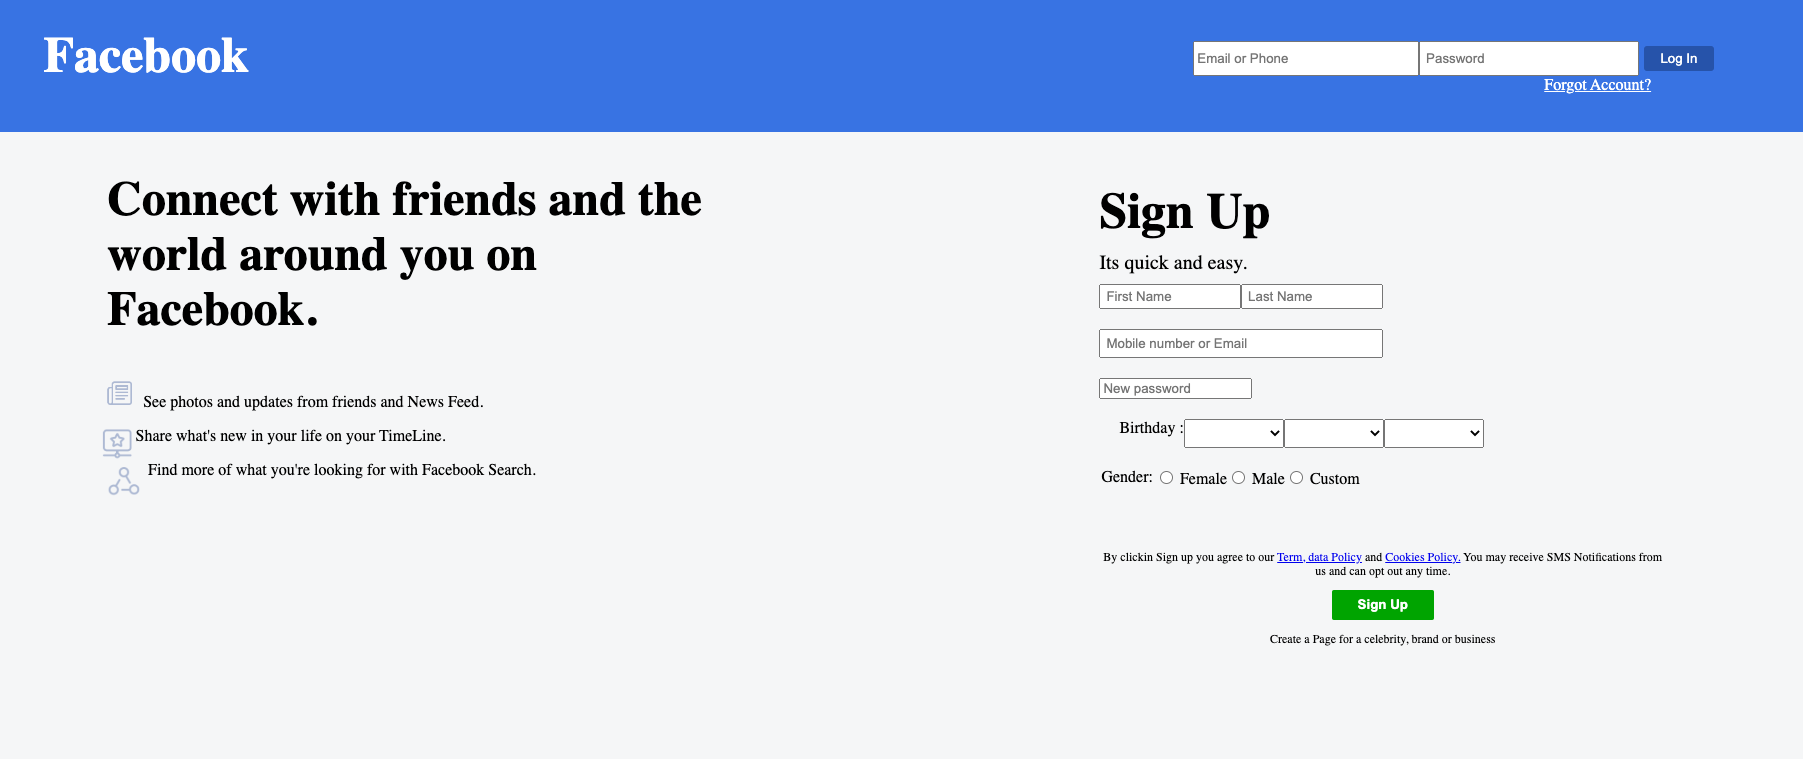 Facebook
Email or Phone Password Log In
Forgot Account?
Connect with friends and the
world around you on
Facebook.
See photos and updates from friends and News Feed.
Share what's new in your life on your TimeLine.
Find more of what you're looking for with Facebook Search.
Sign Up
Its quick and easy.
First Name Last Name
Mobile number or Email
New password
Birthday :
Gender: Female Male Custom
By clickin Sign up you agree to our Term, data Policy and Cookies Policy. You may receive SMS Notifications from
us and can opt out any time.
Sign Up
Create a Page for a celebrity, brand or business